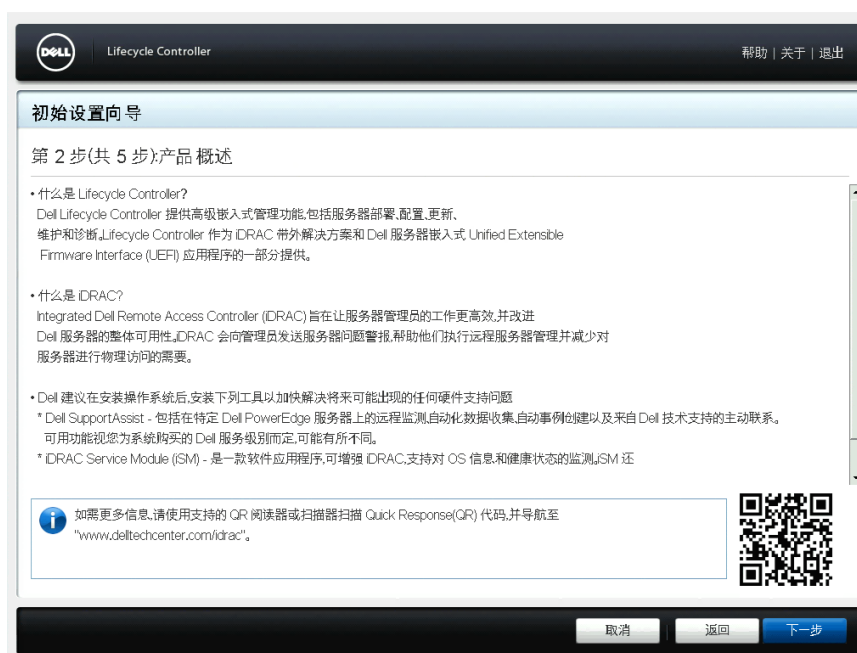 DELL Lifecycle Controller 帮助 | 关于 | 退出
初始设置向导
第 2 步(共 5 步):产品概述
• 什么是 Lifecycle Controller?
Dell Lifecycle Controller 提供高级嵌入式管理功能,包括服务器部署、配置、更新、
维护和诊断。Lifecycle Controller 作为 iDRAC 带外解决方案和 Dell 服务器嵌入式 Unified Extensible
Firmware Interface (UEFI) 应用程序的一部分提供。
• 什么是 iDRAC?
Integrated Dell Remote Access Controller (iDRAC) 旨在让服务器管理员的工作更高效,并改进
Dell 服务器的整体可用性。iDRAC 会向管理员发送服务器问题警报,帮助他们执行远程服务器管理并减少对
服务器进行物理访问的需要。
• Dell 建议在安装操作系统后,安装下列工具以加快解决将来可能出现的任何硬件支持问题
* Dell SupportAssist - 包括在特定 Dell PowerEdge 服务器上的远程监测,自动化数据收集,自动事例创建以及来自 Dell 技术支持的主动联系。
可用功能视您为系统购买的 Dell 服务级别而定,可能有所不同。
* iDRAC Service Module (iSM) - 是一款软件应用程序,可增强 iDRAC,支持对 OS 信息和健康状态的监测。iSM 还
如需更多信息,请使用支持的 QR 阅读器或扫描器扫描 Quick Response(QR) 代码,并导航至
"www.delltechcenter.com/idrac"。
取消 返回 下一步